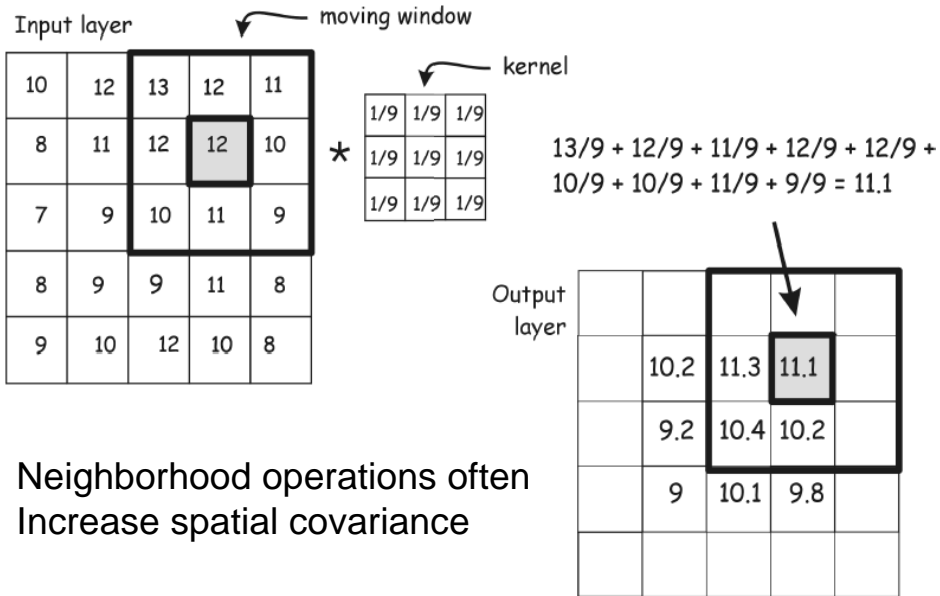 Input layer
moving window
10 12 13 12 11
8 11 12 12 10
7 9 10 11 9
8 9 9 11 8
9 10 12 10 8
*
kernel
1/9 1/9 1/9
1/9 1/9 1/9
1/9 1/9 1/9
13/9 + 12/9 + 11/9 + 12/9 + 12/9 +
10/9 + 10/9 + 11/9 + 9/9 = 11.1
Output
layer
10.2 11.3 11.1
9.2 10.4 10.2
9 10.1 9.8
Neighborhood operations often
Increase spatial covariance